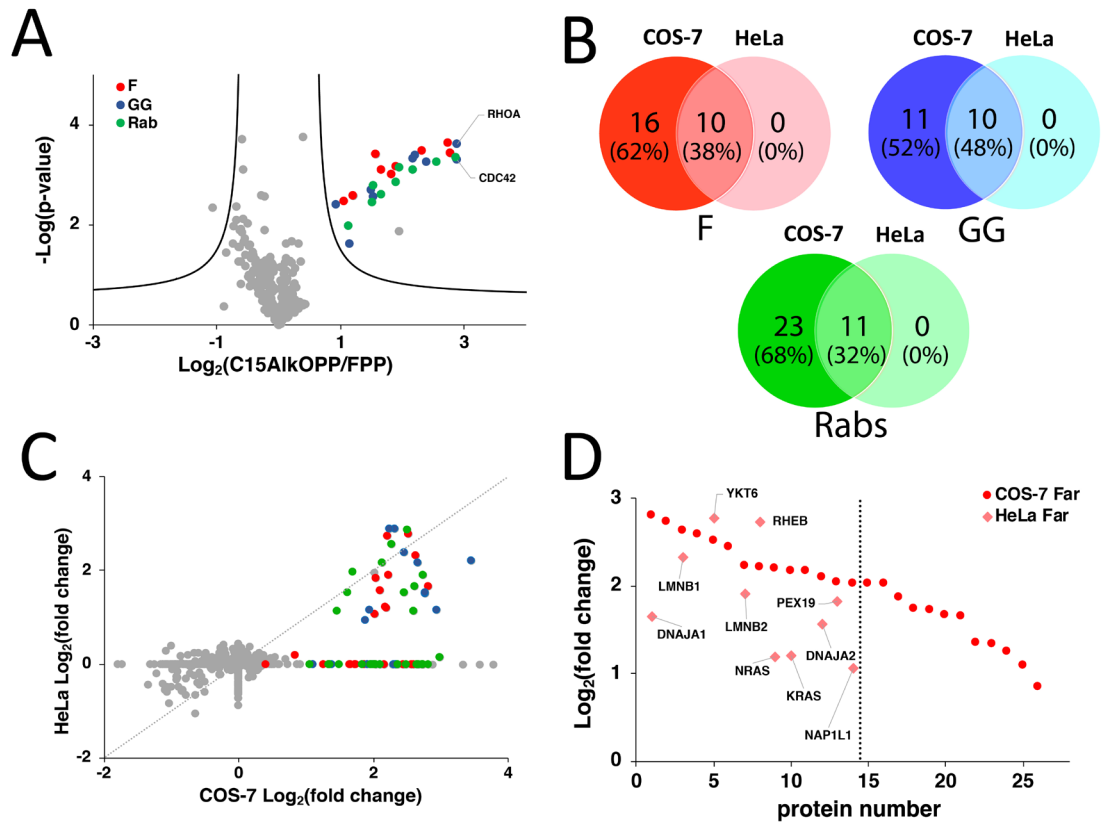 A
F
GG
Rab
RHOA
CDC42
4
2
0
-3
-1
1
3
-Log(p-value)
Log2(C15AlkOPP/FPP)
B
COS-7 HeLa
16 10 0
(62%) (38%) (0%)
F
COS-7 HeLa
11 10 0
(52%) (48%) (0%)
GG
COS-7 HeLa
23 11 0
(68%) (32%) (0%)
Rabs
C
4
2
0
-2
-2
0
2
4
HeLa Log2(fold change)
COS-7 Log2(fold change)
D
COS-7 Far
HeLa Far
YKT6
RHEB
LMNB1
PEX19
LMNB2
DNAJA1
DNAJA2
NRAS
KRAS
NAP1L1
3
2
1
0
0
5
10
15
20
25
Log2(fold change)
protein number